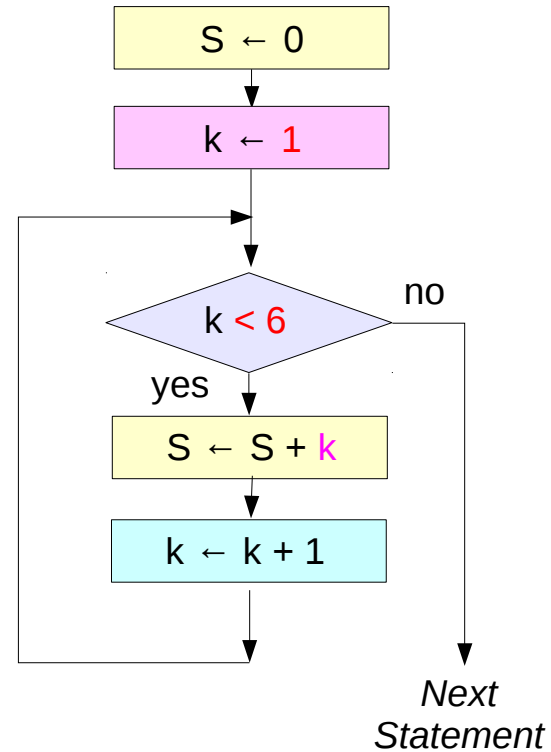 S ← 0
k ← 1
k < 6
no
yes
S ← S + k
k ← k + 1
Next
Statement